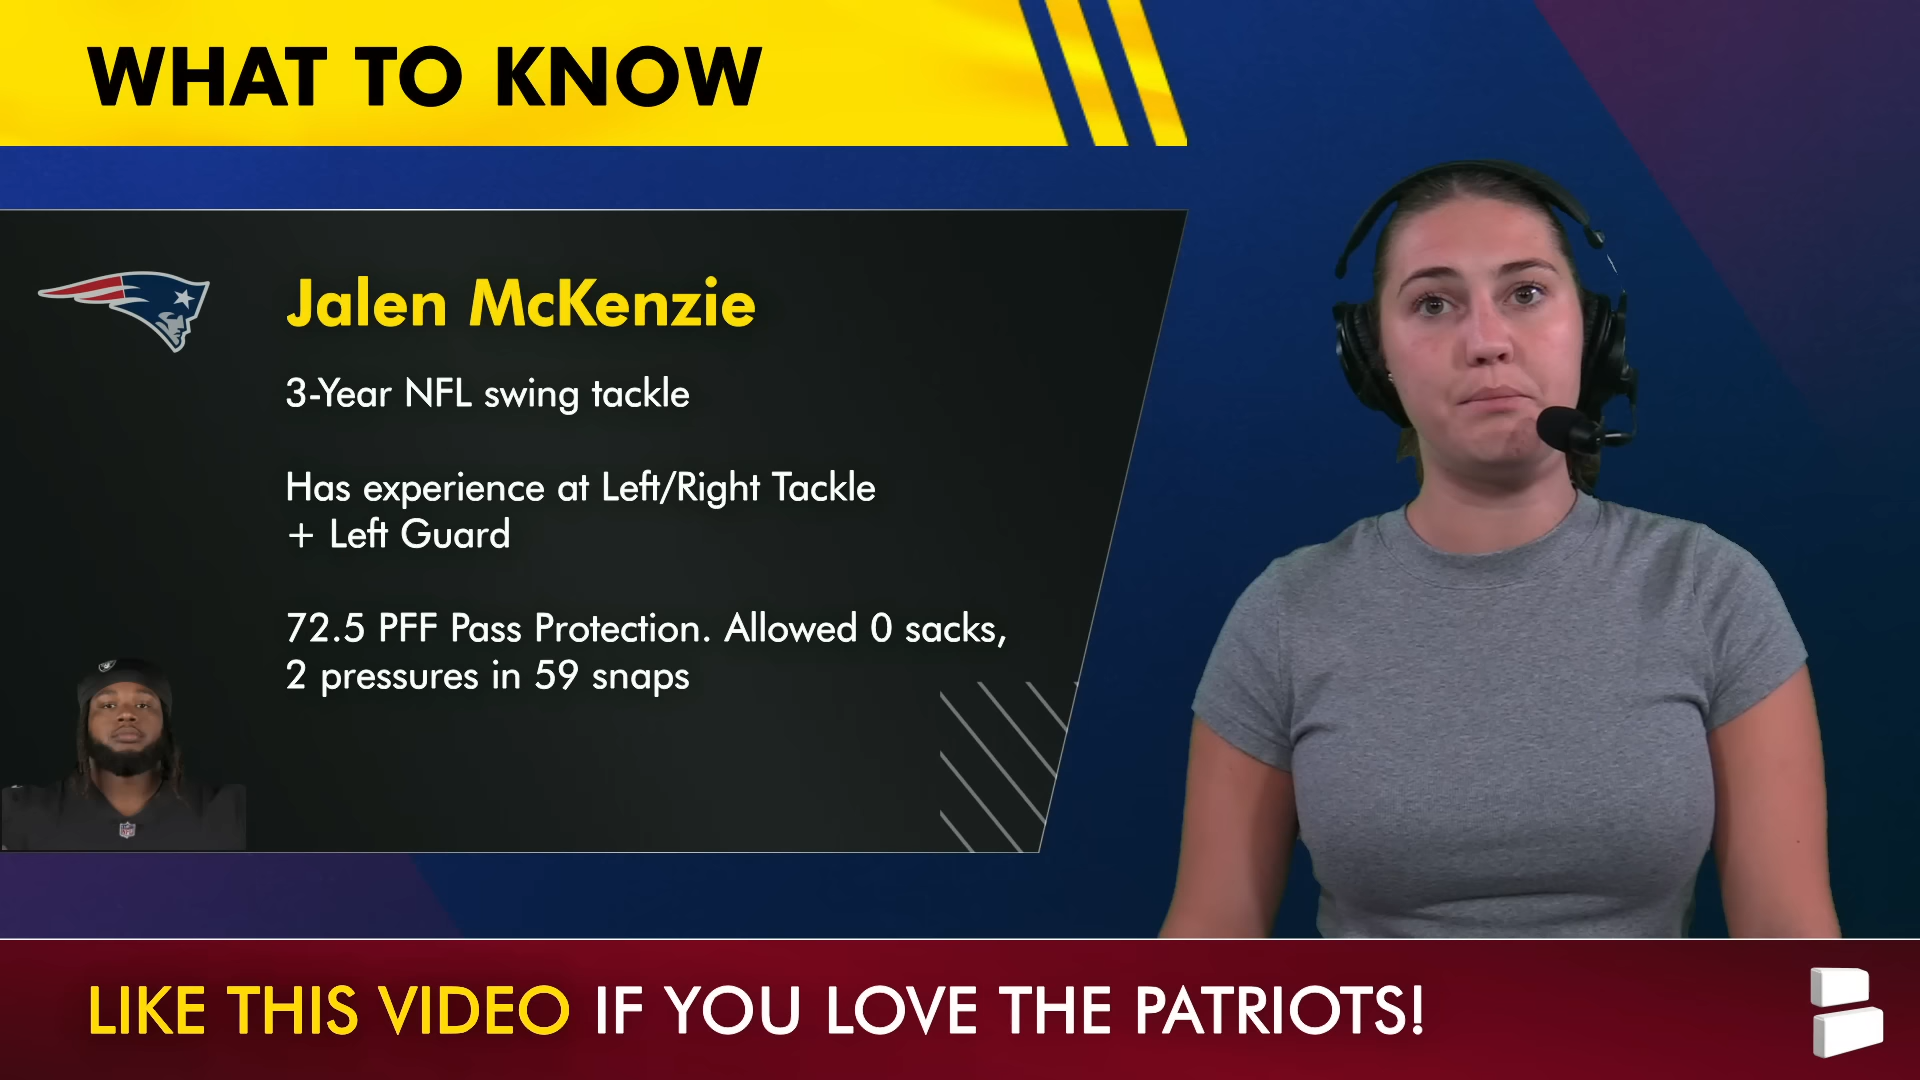 WHAT TO KNOW
Jalen McKenzie
3-Year NFL swing tackle
Has experience at Left/Right Tackle
+ Left Guard
72.5 PFF Pass Protection. Allowed 0 sacks,
2 pressures in 59 snaps
LIKE THIS VIDEO IF YOU LOVE THE PATRIOTS!